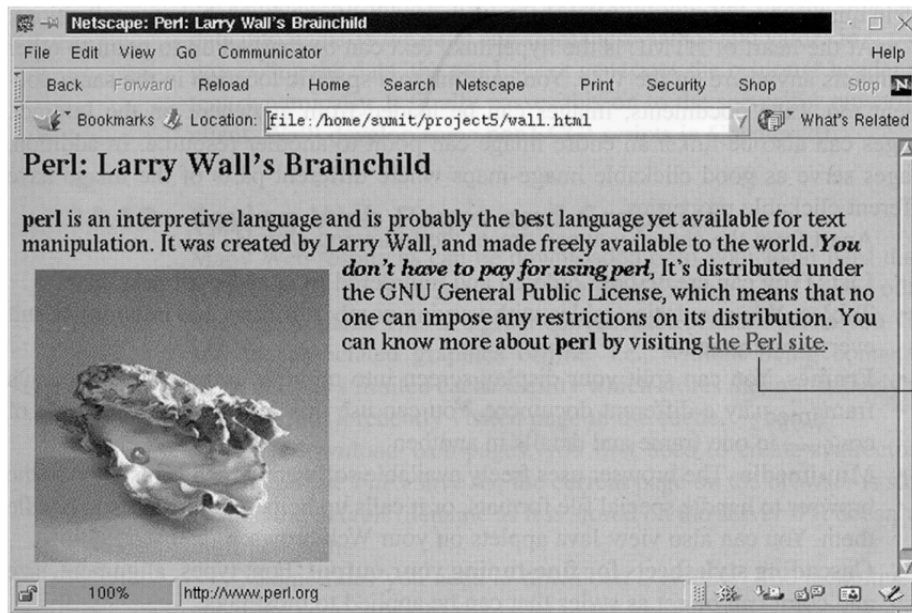 Netscape: Perl: Larry Wall's Brainchild
File Edit View Go Communicator Help
Back Forward Reload Home Search Netscape Print Security Shop Stop N
Bookmarks Location: file:/home/sumit/project5/wall.html What's Related
Perl: Larry Wall's Brainchild
perl is an interpretive language and is probably the best language yet available for text
manipulation. It was created by Larry Wall, and made freely available to the world. You
don't have to pay for using perl, It's distributed under
the GNU General Public License, which means that no
one can impose any restrictions on its distribution. You
can know more about perl by visiting the Perl site.
100% http://www.perl.org